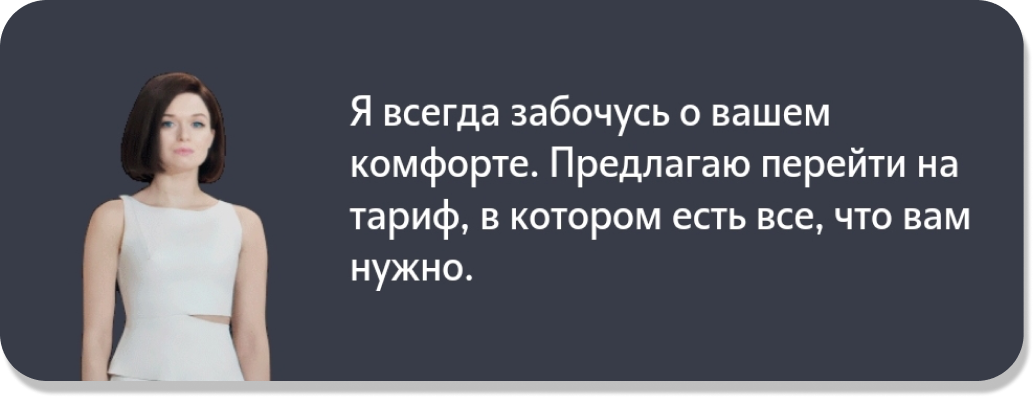 Я всегда забочусь о вашем
комфорте. Предлагаю перейти на
тариф, в котором есть все, что вам
нужно.